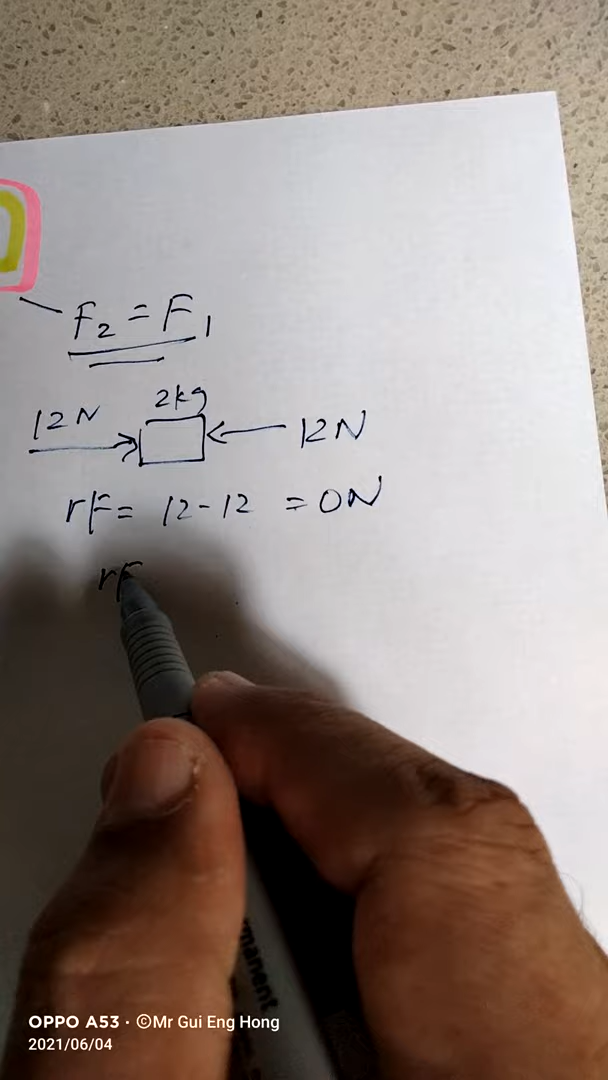 F₂ = F₁
12N
2kg
12N
rF = 12 - 12 = 0N
rF
manent
OPPO A53 · ©Mr Gui Eng Hong
2021/06/04